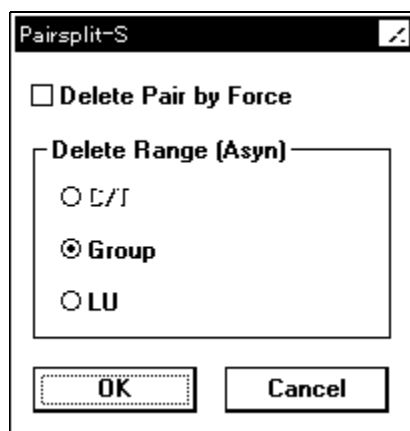 Pairsplit-S
Delete Pair by Force
Delete Range (Asyn)
Group
LU
OK
Cancel